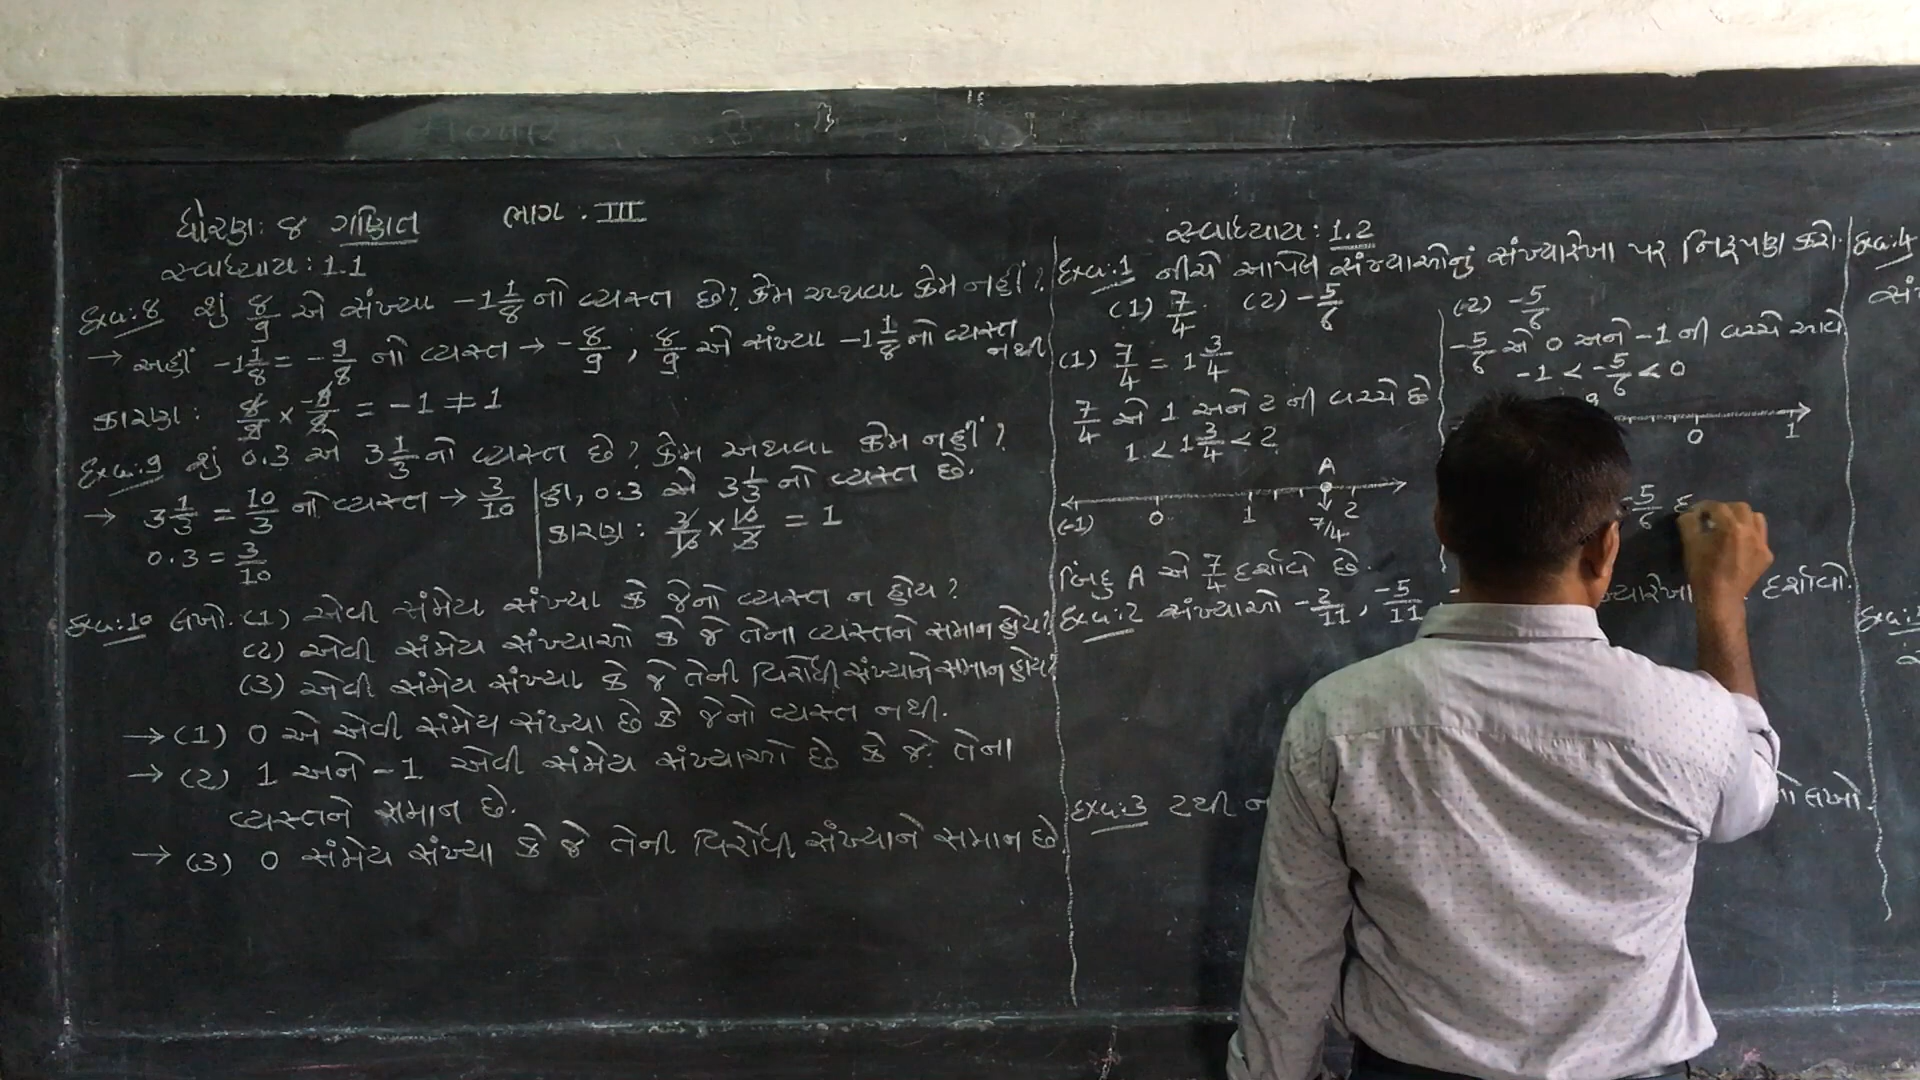 ધોરણ: ૪ ગણિત ભાગ : III
સ્વાધ્યાય : 1.1
દાખ:8 શું 8/9 એ સંખ્યા -1 1/8 નો વ્યસ્ત છે? કેમ અથવા કેમ નહીં?
→ અહીં -1 1/8 = -9/8 નો વ્યસ્ત → -8/9 , 8/9 એ સંખ્યા -1 1/8 નો વ્યસ્ત નથી
કારણ : 8/9 × -9/8 = -1 ≠ 1
દાખ:9 શું 0.3 એ 3 1/3 નો વ્યસ્ત છે? કેમ અથવા કેમ નહીં?
→ 3 1/3 = 10/3 નો વ્યસ્ત → 3/10
0.3 = 3/10
હા, 0.3 એ 3 1/3 નો વ્યસ્ત છે.
કારણ : 3/10 × 10/3 = 1
દાખ:10 લખો. (1) એવી સંમેય સંખ્યા કે જેનો વ્યસ્ત ન હોય?
(2) એવી સંમેય સંખ્યાઓ કે જે તેના વ્યસ્તને સમાન હોય?
(3) એવી સંમેય સંખ્યા કે જે તેની વિરોધી સંખ્યાને સમાન હોય?
→ (1) 0 એ એવી સંમેય સંખ્યા છે કે જેનો વ્યસ્ત નથી.
→ (2) 1 અને -1 એવી સંમેય સંખ્યાઓ છે કે જે તેના
વ્યસ્તને સમાન છે.
→ (3) 0 સંમેય સંખ્યા કે જે તેની વિરોધી સંખ્યાને સમાન છે.
સ્વાધ્યાય : 1.2
દાખ:1 નીચે આપેલ સંખ્યાઓનું સંખ્યારેખા પર નિરૂપણ કરો.
(1) 7/4 (2) -5/6
(1) 7/4 = 1 3/4
7/4 એ 1 અને 2 ની વચ્ચે છે
1 < 1 3/4 < 2
A
(-1) 0 1 7/4 2
બિંદુ A એ 7/4 દર્શાવે છે.
(2) -5/6
-5/6 એ 0 અને -1 ની વચ્ચે આવે
-1 < -5/6 < 0
0 1
-5/6
દાખ:2 સંખ્યાઓ -2/11 , -5/11 દર્શાવો.
દાખ:3 2થી લખો.
દાખ:4